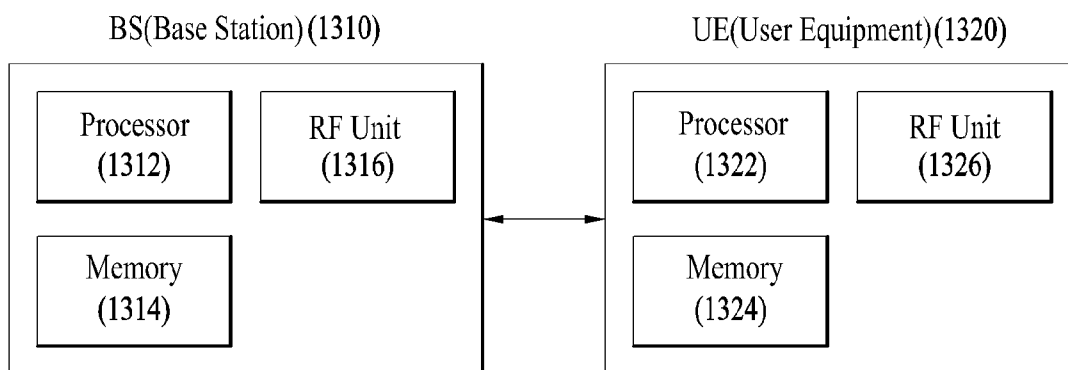 BS(Base Station)(1310)
UE(User Equipment)(1320)
Processor
(1312)
RF Unit
(1316)
Processor
(1322)
RF Unit
(1326)
Memory
(1314)
Memory
(1324)